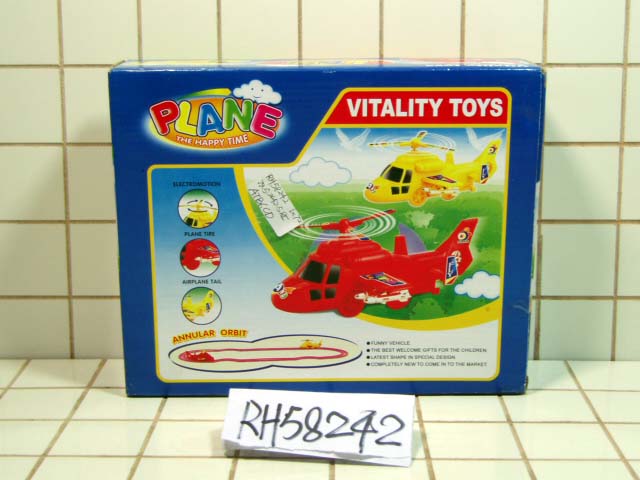 PLANE
THE HAPPY TIME
VITALITY TOYS
ELECTROMOTION
PLANE TIRE
AIRPLANE TAIL
RH58242
ANNULAR ORBIT
FUNNY VEHICLE.
THE BEST WELCOME GIFTS FOR THE CHILDREN.
LATEST SHAPE IN SPECIAL DESIGN.
COMPLETELY NEW TO COME IN TO THE MARKET.
RH58242